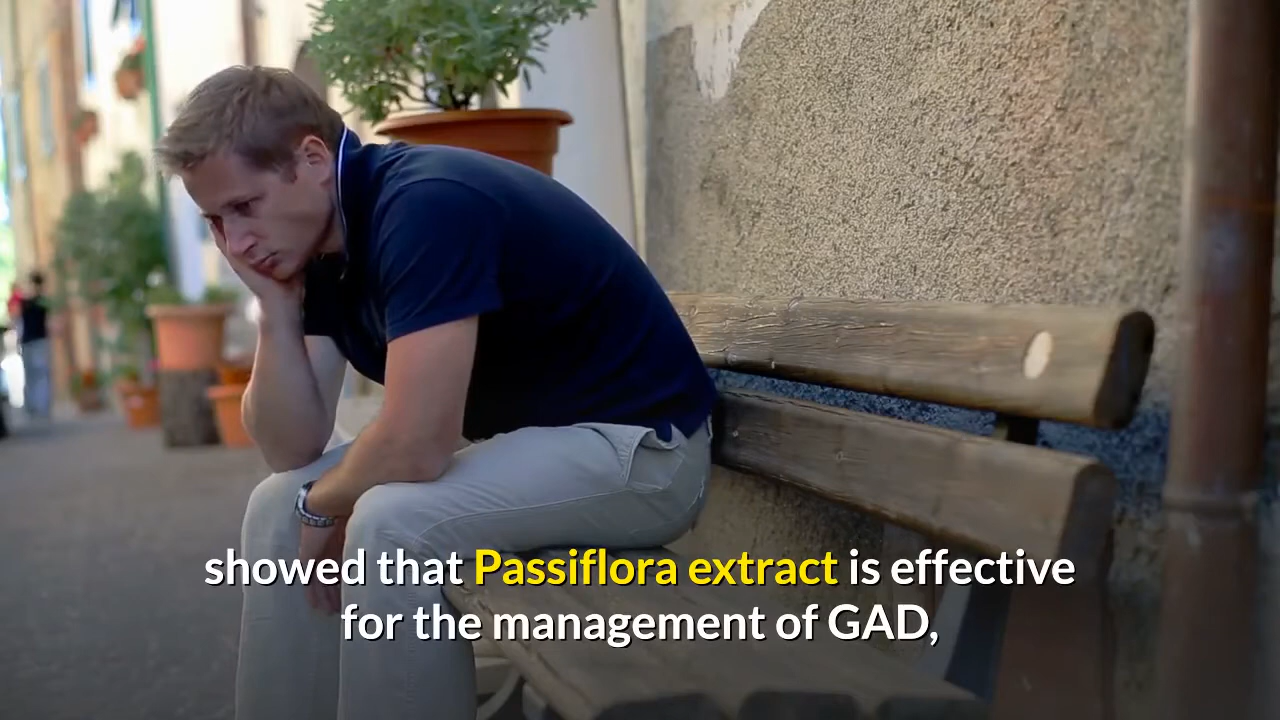 showed that Passiflora extract is effective
for the management of GAD,